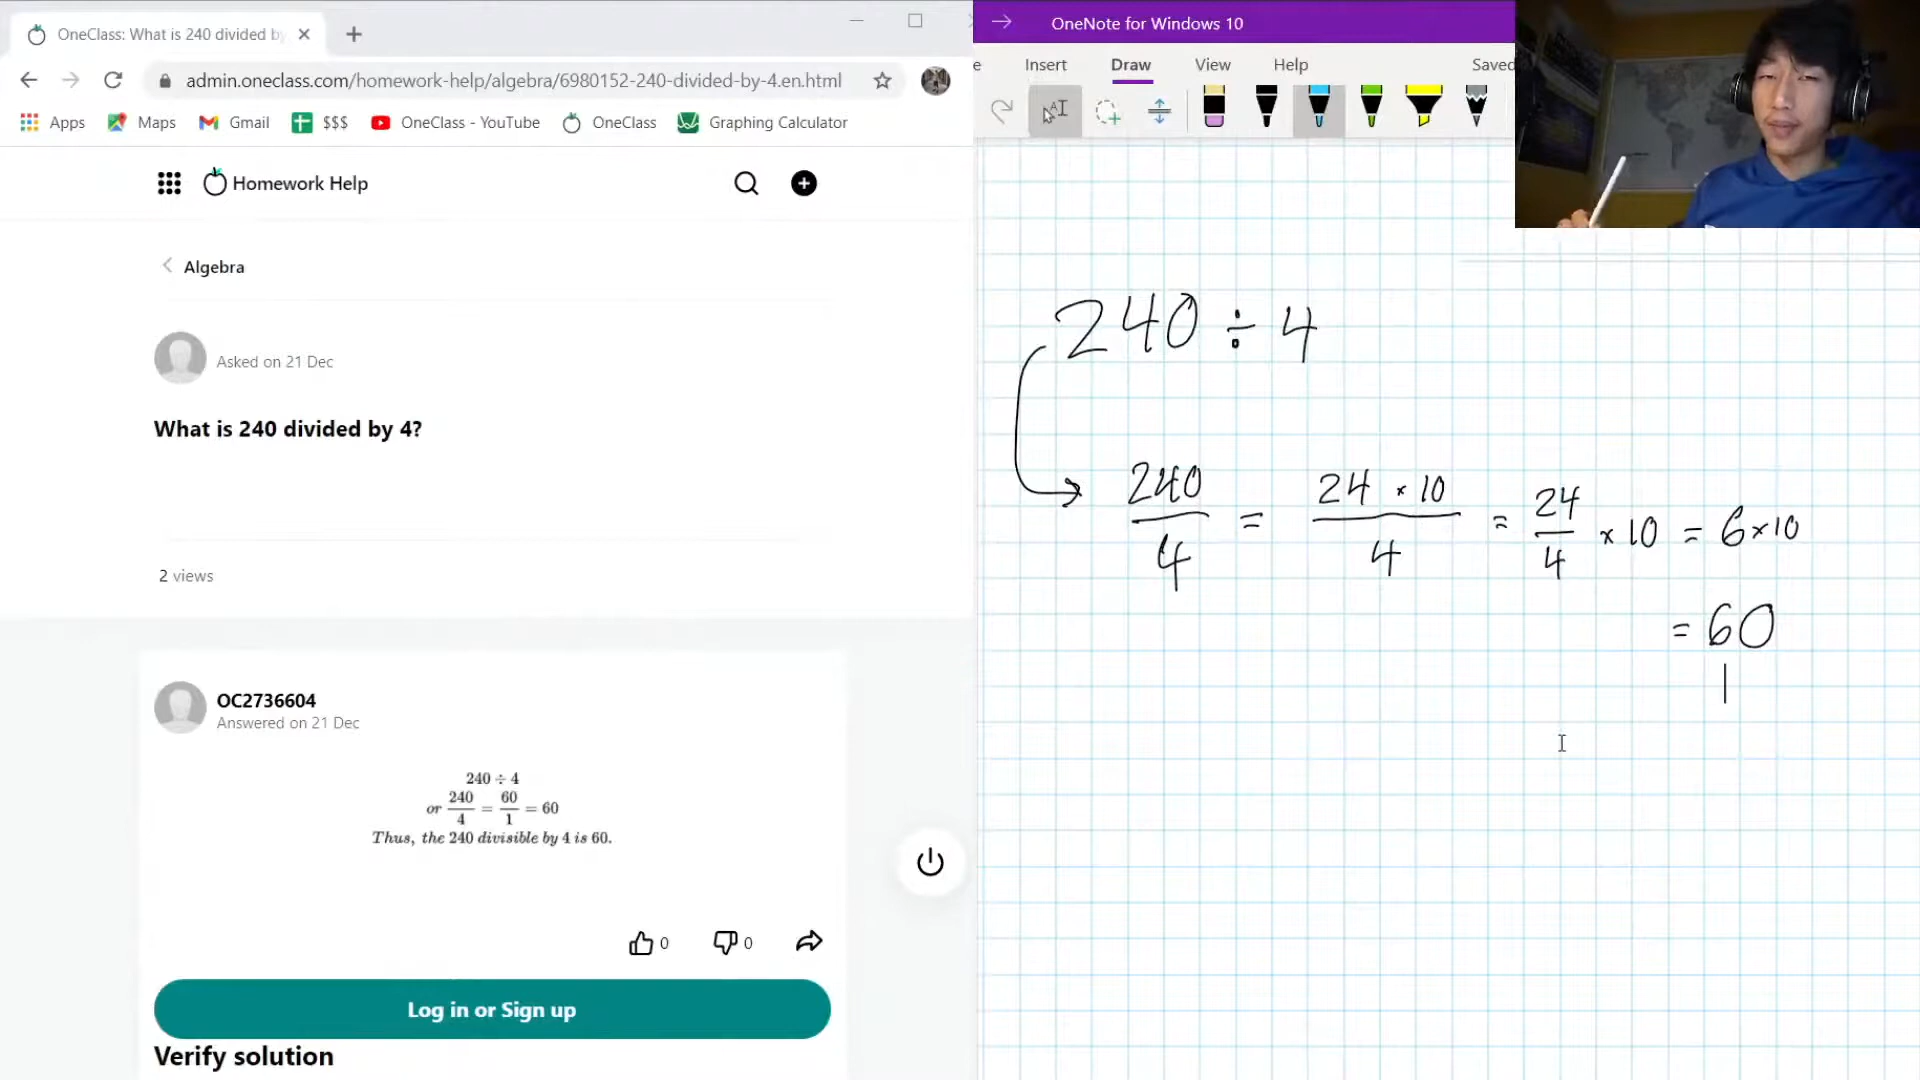 OneClass: What is 240 divided by
admin.oneclass.com/homework-help/algebra/6980152-240-divided-by-4.en.html
Apps Maps Gmail $$$ OneClass - YouTube OneClass Graphing Calculator
Homework Help
Algebra
Asked on 21 Dec
What is 240 divided by 4?
2 views
OC2736604
Answered on 21 Dec
240 ÷ 4
or 240/4 = 60/1 = 60
Thus, the 240 divisible by 4 is 60.
0 0
Log in or Sign up
Verify solution
OneNote for Windows 10
e Insert Draw View Help Saved
240 ÷ 4
240/4 = 24 × 10/4 = 24/4 × 10 = 6 × 10
= 60
1